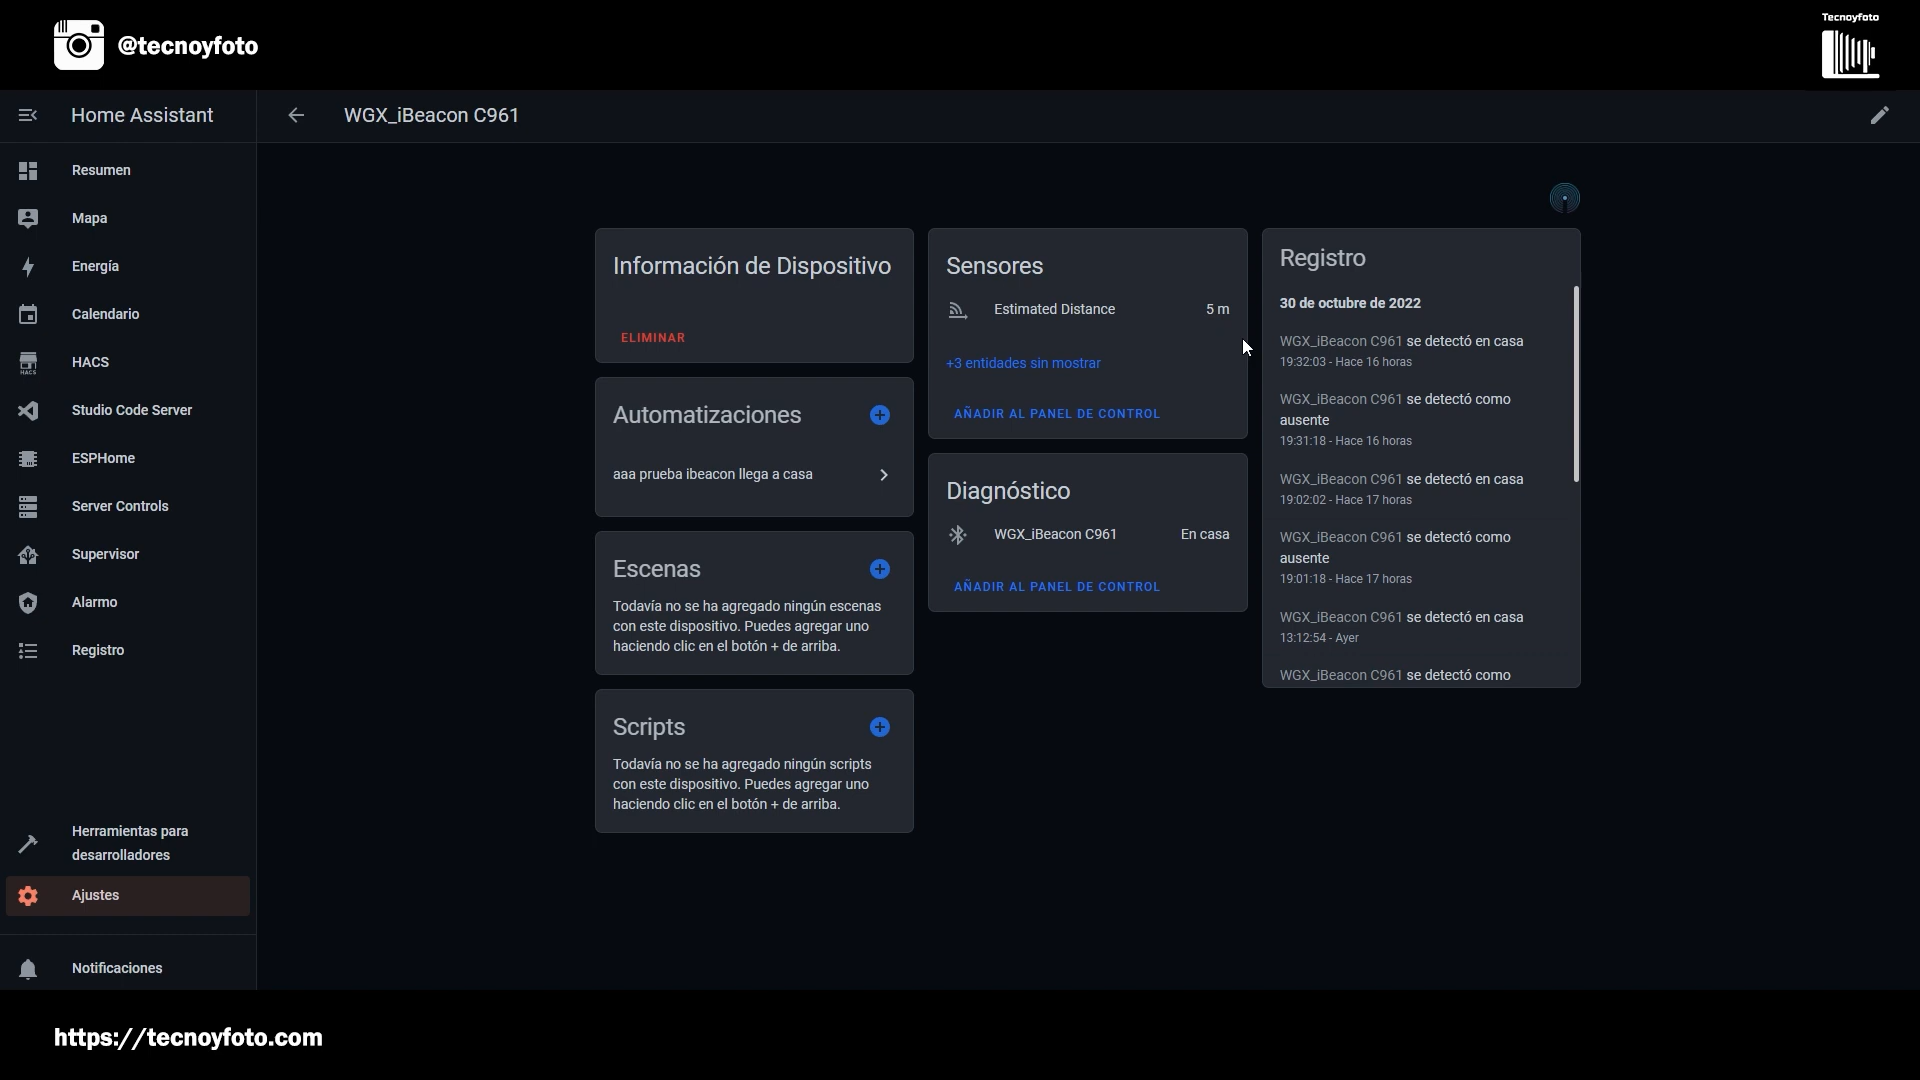 @tecnoyfoto
Tecnoyfoto
Home Assistant
WGX_iBeacon C961
Resumen
Mapa
Energía
Calendario
HACS
HACS
Studio Code Server
ESPHome
Server Controls
Supervisor
Alarmo
Registro
Herramientas para
desarrolladores
Ajustes
Notificaciones
Información de Dispositivo
ELIMINAR
Automatizaciones
aaa prueba ibeacon llega a casa
Escenas
Todavía no se ha agregado ningún escenas
con este dispositivo. Puedes agregar uno
haciendo clic en el botón + de arriba.
Scripts
Todavía no se ha agregado ningún scripts
con este dispositivo. Puedes agregar uno
haciendo clic en el botón + de arriba.
Sensores
Estimated Distance 5 m
+3 entidades sin mostrar
AÑADIR AL PANEL DE CONTROL
Diagnóstico
WGX_iBeacon C961 En casa
AÑADIR AL PANEL DE CONTROL
Registro
30 de octubre de 2022
WGX_iBeacon C961 se detectó en casa
19:32:03 - Hace 16 horas
WGX_iBeacon C961 se detectó como
ausente
19:31:18 - Hace 16 horas
WGX_iBeacon C961 se detectó en casa
19:02:02 - Hace 17 horas
WGX_iBeacon C961 se detectó como
ausente
19:01:18 - Hace 17 horas
WGX_iBeacon C961 se detectó en casa
13:12:54 - Ayer
WGX_iBeacon C961 se detectó como
https://tecnoyfoto.com